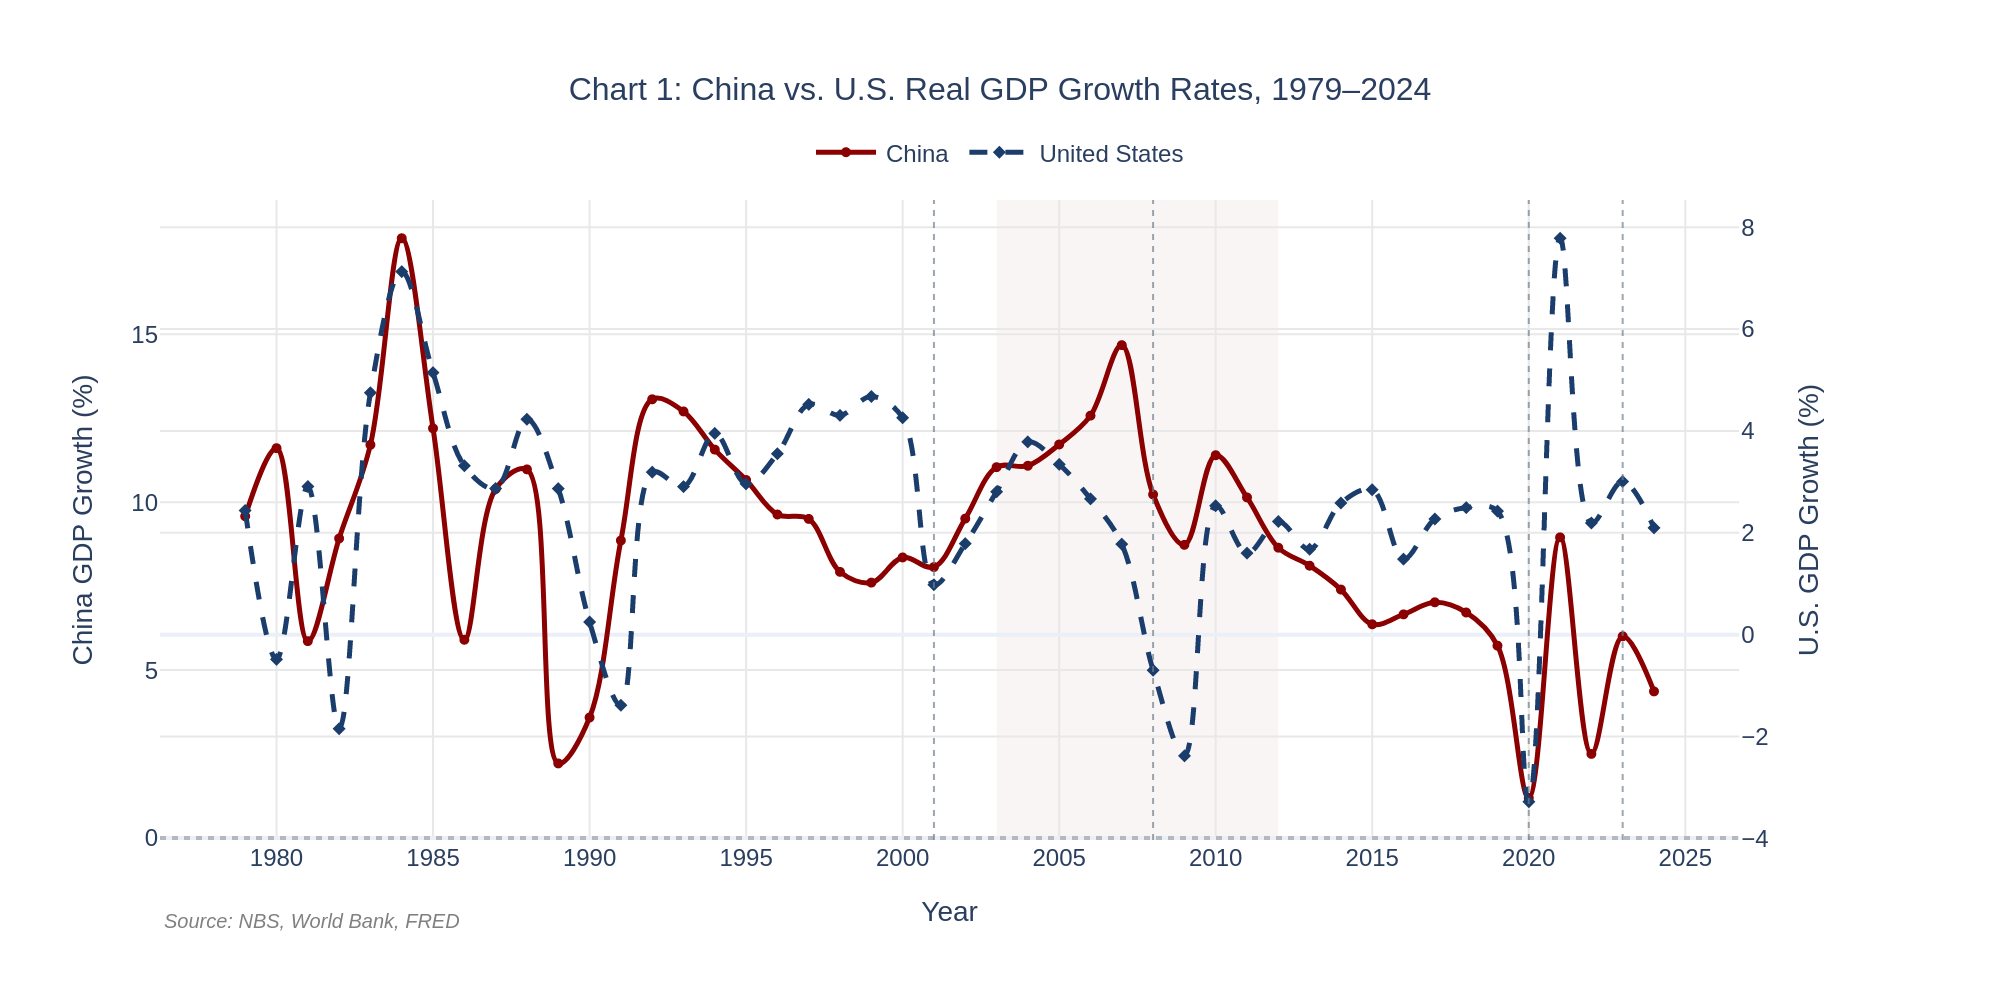 Chart 1: China vs. U.S. Real GDP Growth Rates, 1979–2024
China United States
China GDP Growth (%)
15
10
5
0
8
6
4
2
0
−2
−4
U.S. GDP Growth (%)
1980 1985 1990 1995 2000 2005 2010 2015 2020 2025
Year
Source: NBS, World Bank, FRED